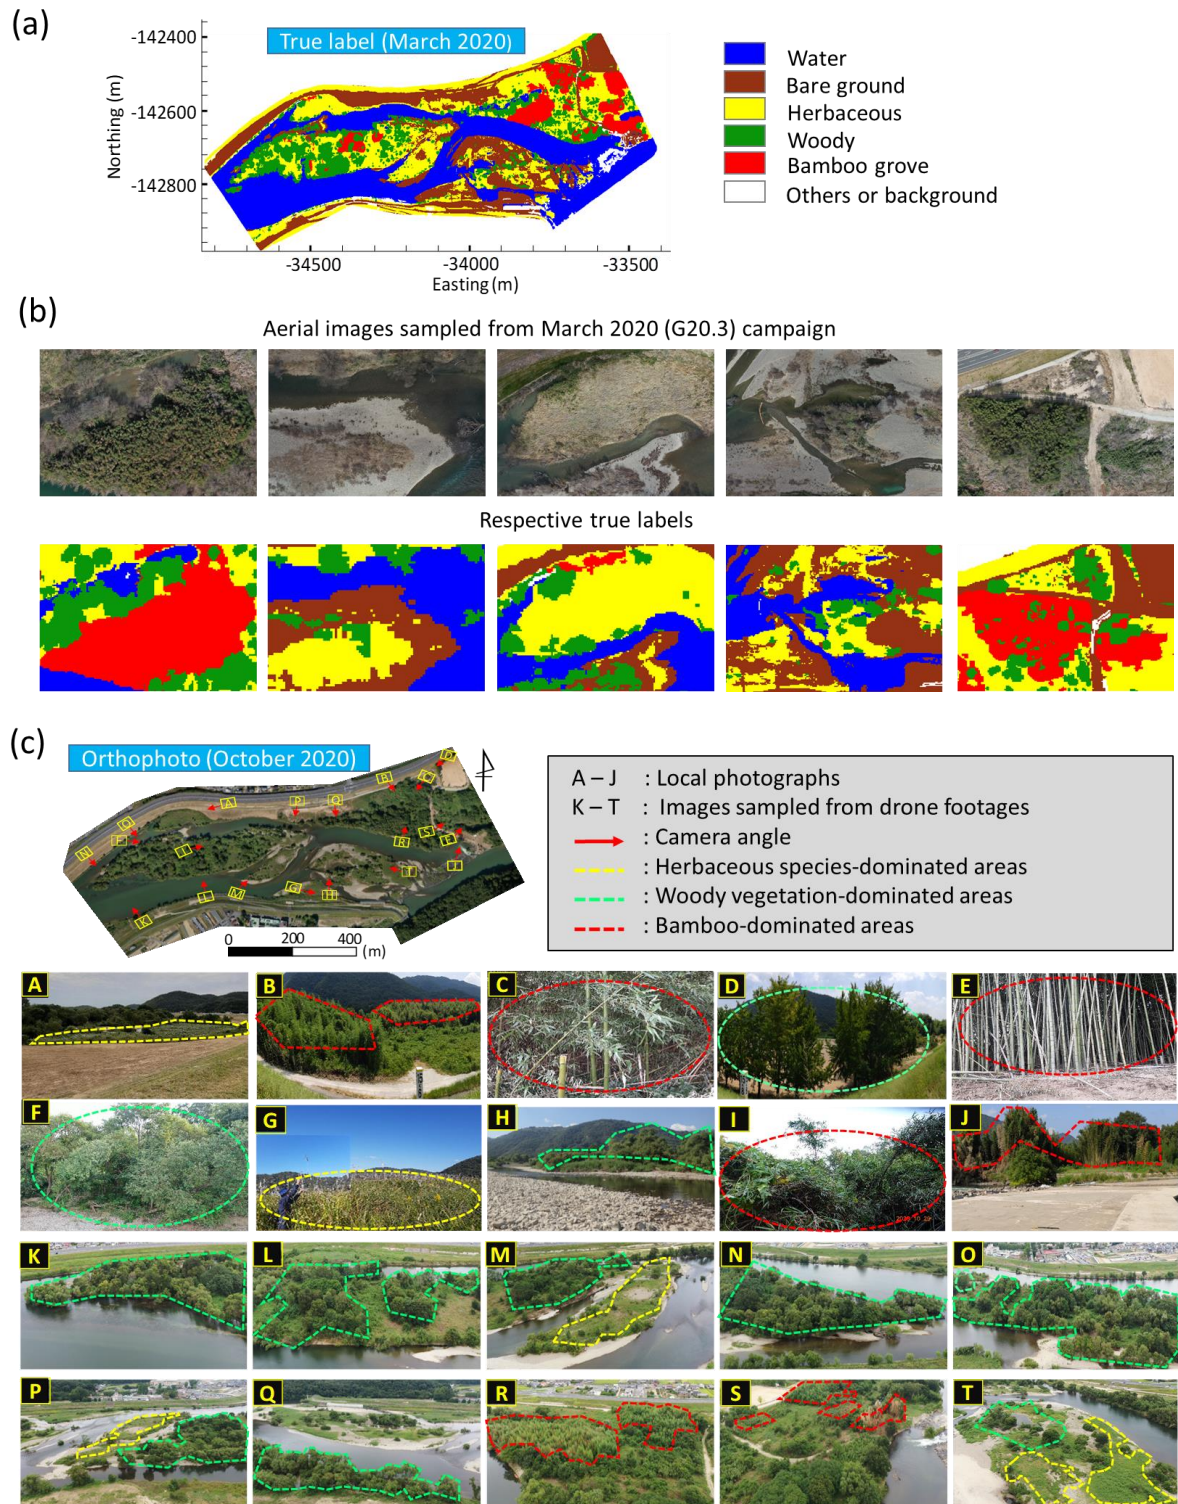 (a)
True label (March 2020)
-142400
-142600
-142800
Northing (m)
-34500
-34000
-33500
Easting (m)
Water
Bare ground
Herbaceous
Woody
Bamboo grove
Others or background
(b)
Aerial images sampled from March 2020 (G20.3) campaign
Respective true labels
(c)
Orthophoto (October 2020)
A – J : Local photographs
K – T : Images sampled from drone footages
: Camera angle
: Herbaceous species-dominated areas
: Woody vegetation-dominated areas
: Bamboo-dominated areas
D
B
C
A
P
Q
O
F
N
I
R
S
E
J
T
L
M
G
H
K
0 200 400
(m)
A
B
C
D
E
F
G
H
I
J
K
L
M
N
O
P
Q
R
S
T